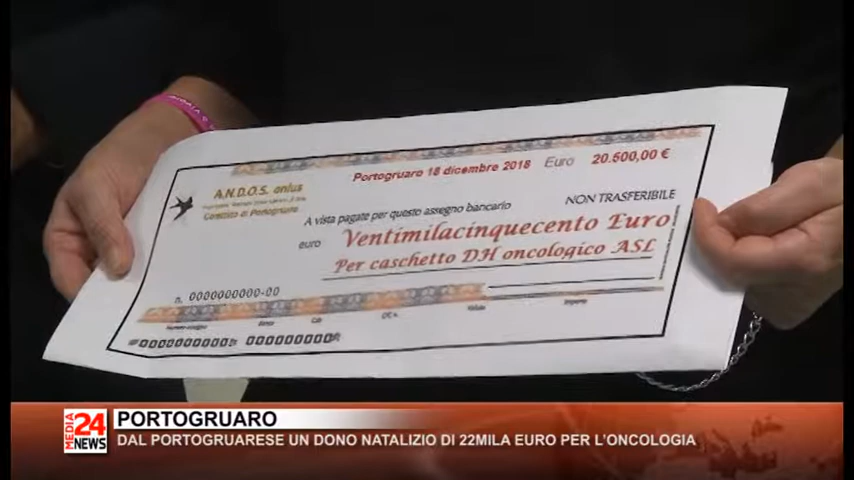 A.N.D.O.S. onlus
Comitato di Portogruaro
Portogruaro 18 dicembre 2018 Euro 20.500,00 €
A vista pagate per questo assegno bancario
NON TRASFERIBILE
euro Ventimilacinquecento Euro
Per caschetto DH oncologico ASL
n. 0000000000-00
MEDIA 24 NEWS
PORTOGRUARO
DAL PORTOGRUARESE UN DONO NATALIZIO DI 22MILA EURO PER L'ONCOLOGIA